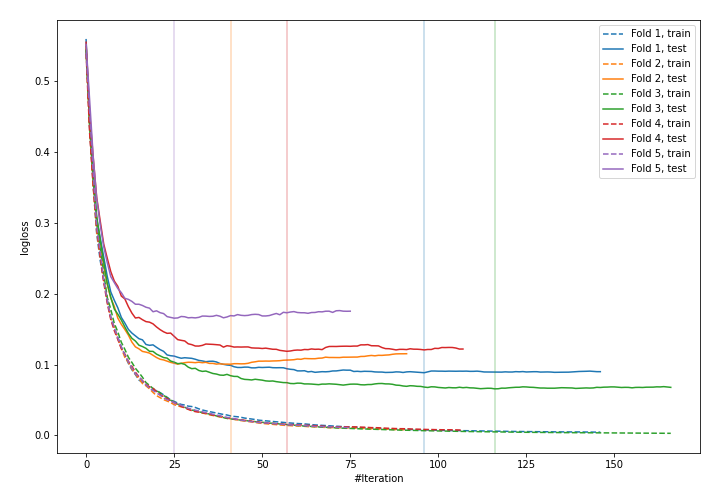 Fold 1, train
Fold 1, test
Fold 2, train
Fold 2, test
Fold 3, train
Fold 3, test
Fold 4, train
Fold 4, test
Fold 5, train
Fold 5, test
logloss
0.5
0.4
0.3
0.2
0.1
0.0
0 25 50 75 100 125 150
#Iteration